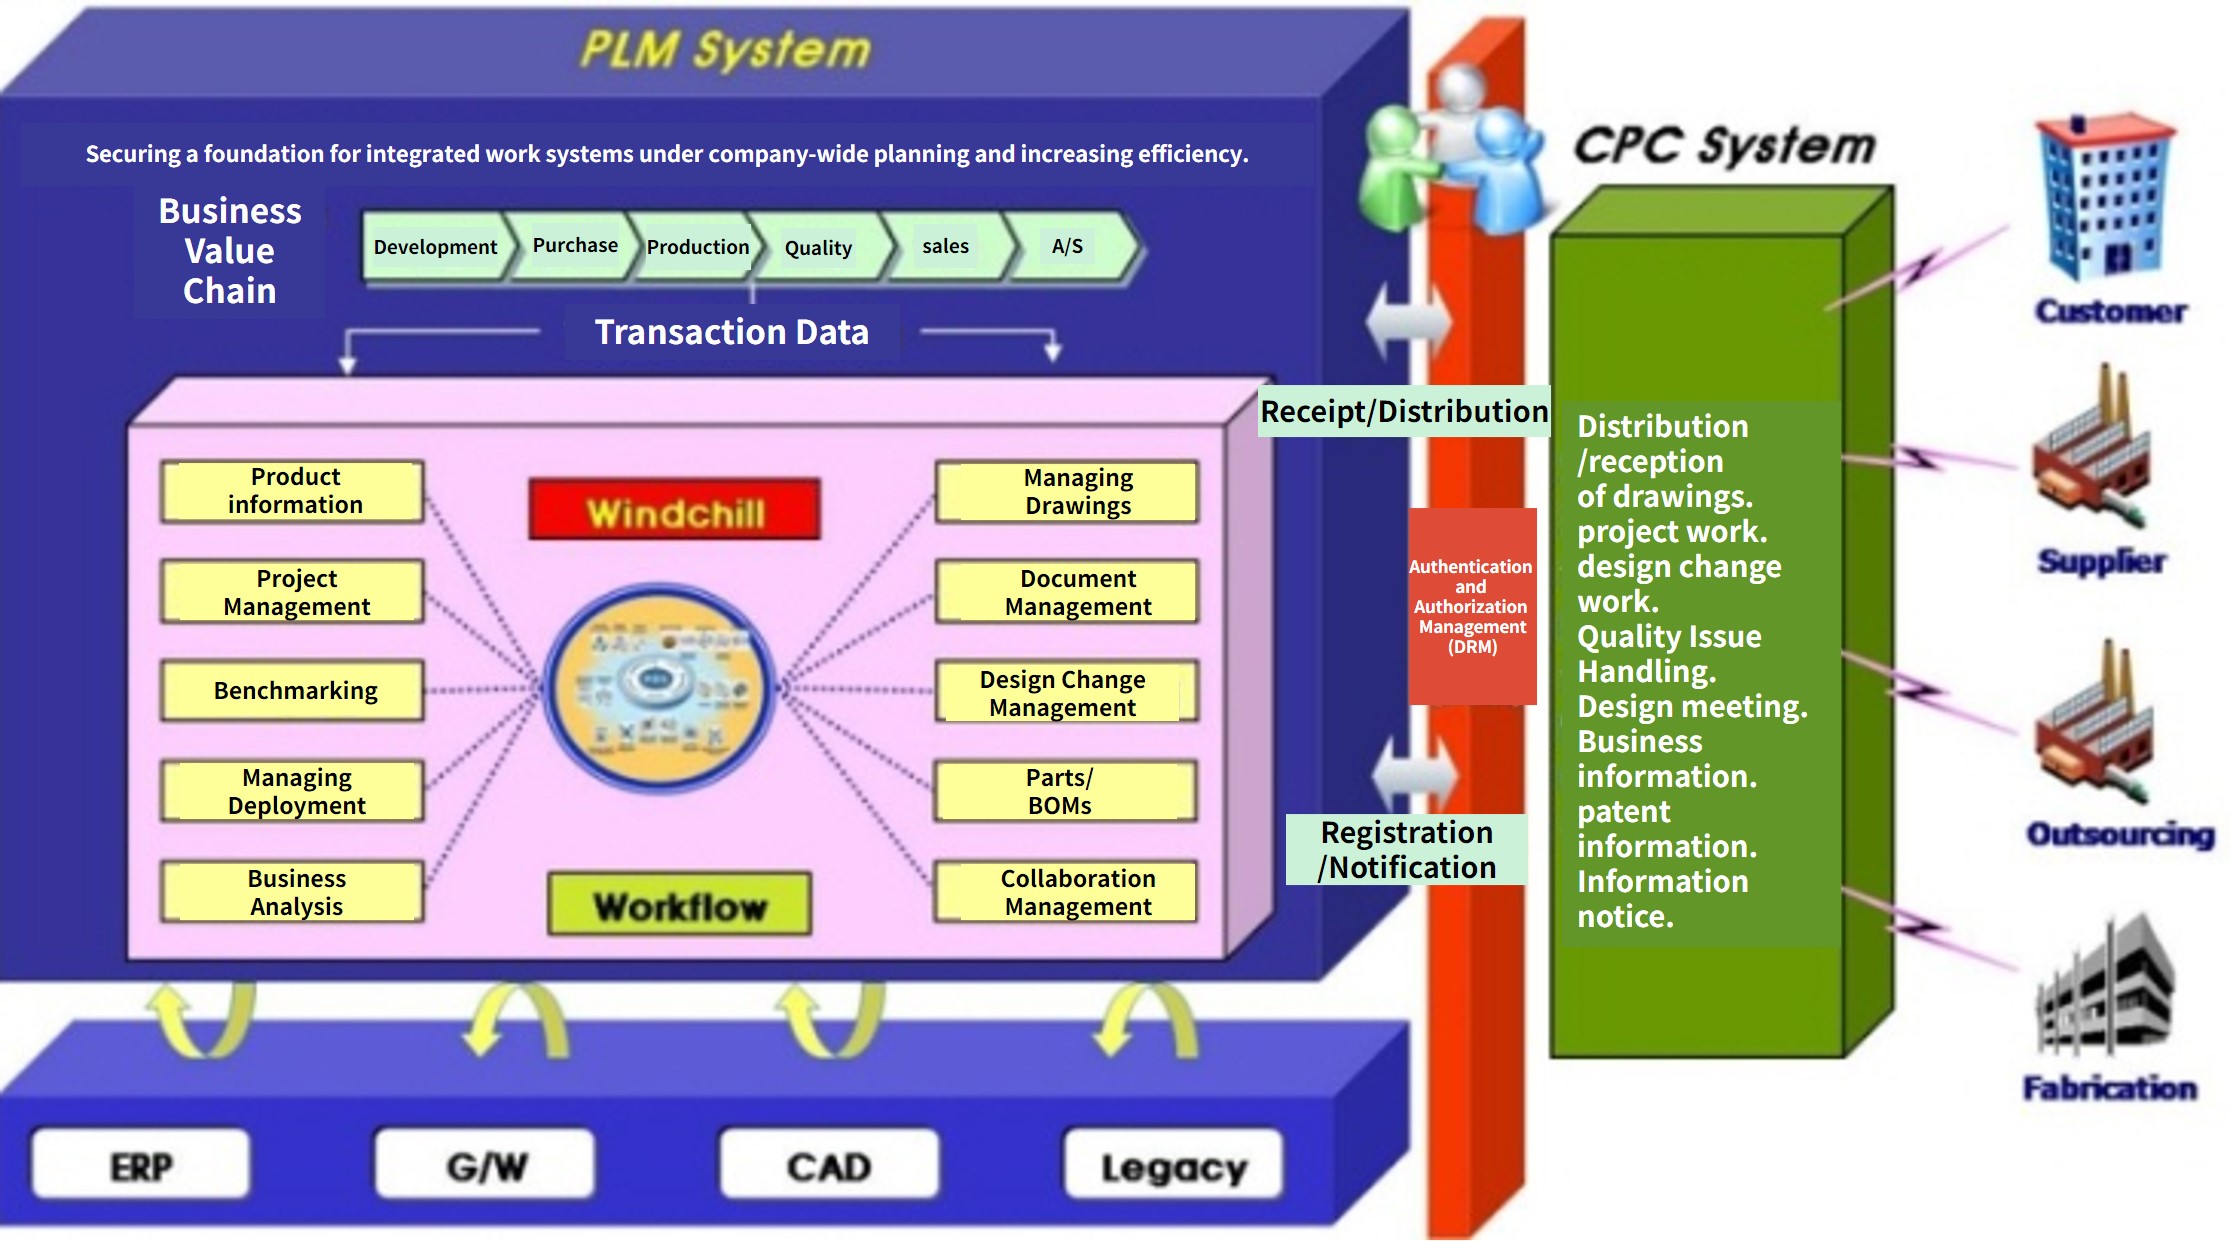 PLM System
Securing a foundation for integrated work systems under company-wide planning and increasing efficiency.
Business
Value
Chain
Development
Purchase
Production
Quality
sales
A/S
Transaction Data
Product
information
Project
Management
Benchmarking
Managing
Deployment
Business
Analysis
Windchill
Workflow
Managing
Drawings
Document
Management
Design Change
Management
Parts/
BOMs
Collaboration
Management
ERP
G/W
CAD
Legacy
Receipt/Distribution
Authentication
and
Authorization
Management
(DRM)
Registration
/Notification
CPC System
Distribution
/reception
of drawings.
project work.
design change
work.
Quality Issue
Handling.
Design meeting.
Business
information.
patent
information.
Information
notice.
Customer
Supplier
Outsourcing
Fabrication